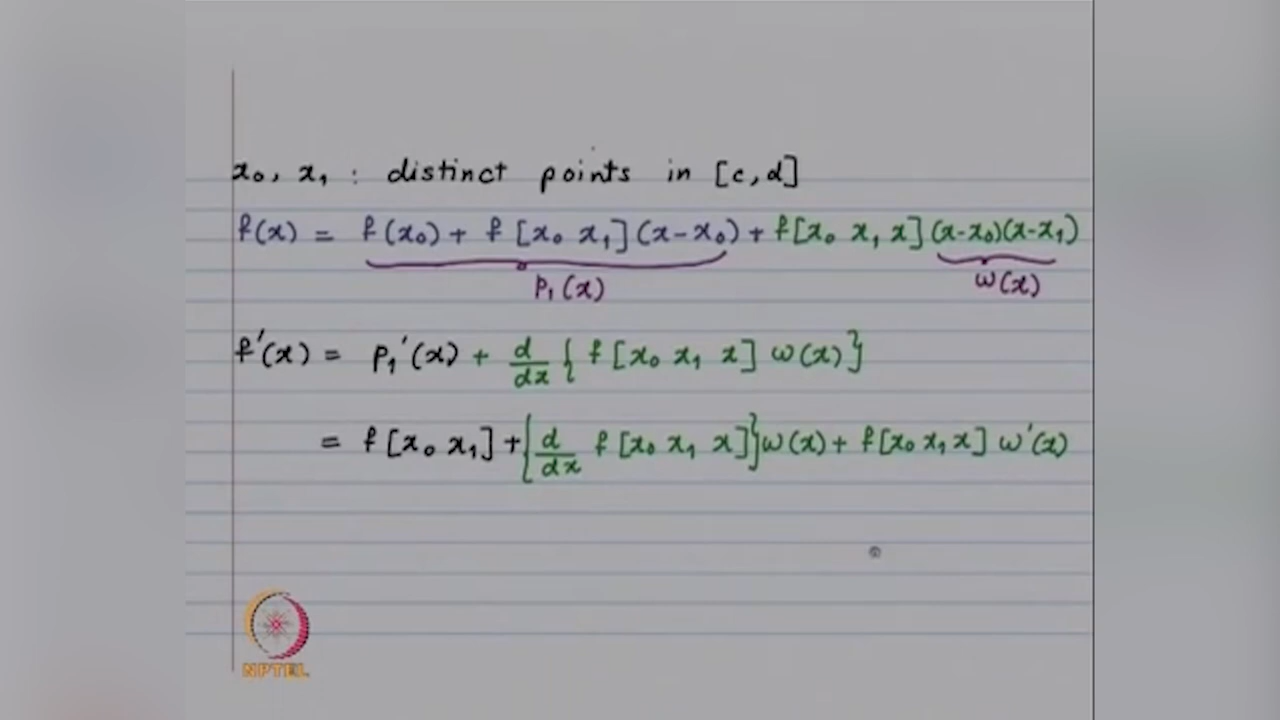 x₀, x₁ : distinct points in [c,d]
f(x) = f(x₀) + f [x₀ x₁] (x-x₀) + f[x₀ x₁ x] (x-x₀)(x-x₁)
p₁(x) ω(x)
f'(x) = p₁'(x) + d/dx { f [x₀ x₁ x] ω(x)}
= f [x₀ x₁] + {d/dx f [x₀ x₁ x]} ω(x) + f[x₀ x₁ x] ω'(x)
NPTEL